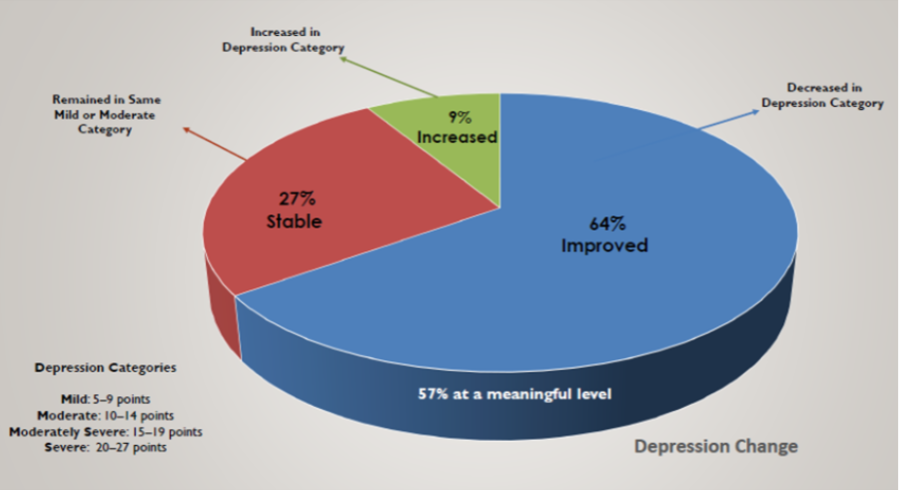 Increased in
Depression Category
Remained in Same
Mild or Moderate
Category
Decreased in
Depression Category
9%
Increased
27%
Stable
64%
Improved
57% at a meaningful level
Depression Categories
Mild: 5–9 points
Moderate: 10–14 points
Moderately Severe: 15–19 points
Severe: 20–27 points
Depression Change